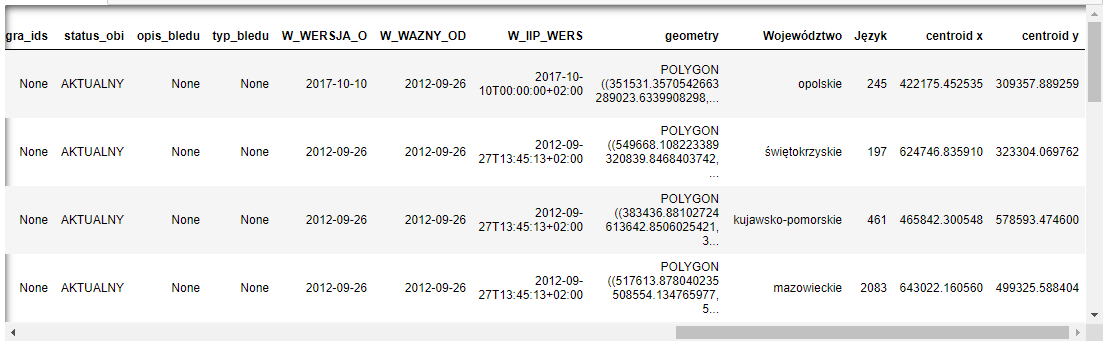 gra_ids status_obi opis_bledu typ_bledu W_WERSJA_O W_WAZNY_OD W_IIP_WERS geometry Województwo Język centroid x centroid y
None AKTUALNY None None 2017-10-10 2012-09-26 2017-10-
10T00:00:00+02:00 POLYGON
((351531.3570542663
289023.6339908298,... opolskie 245 422175.452535 309357.889259
None AKTUALNY None None 2012-09-26 2012-09-26 2012-09-
27T13:45:13+02:00 POLYGON
((549668.108223389
320839.8468403742,
... świętokrzyskie 197 624746.835910 323304.069762
None AKTUALNY None None 2012-09-26 2012-09-26 2012-09-
27T13:45:13+02:00 POLYGON
((383436.88102724
613642.8506025421,
3... kujawsko-pomorskie 461 465842.300548 578593.474600
None AKTUALNY None None 2012-09-26 2012-09-26 2012-09-
27T13:45:13+02:00 POLYGON
((517613.878040235
508554.134765977,
5... mazowieckie 2083 643022.160560 499325.588404